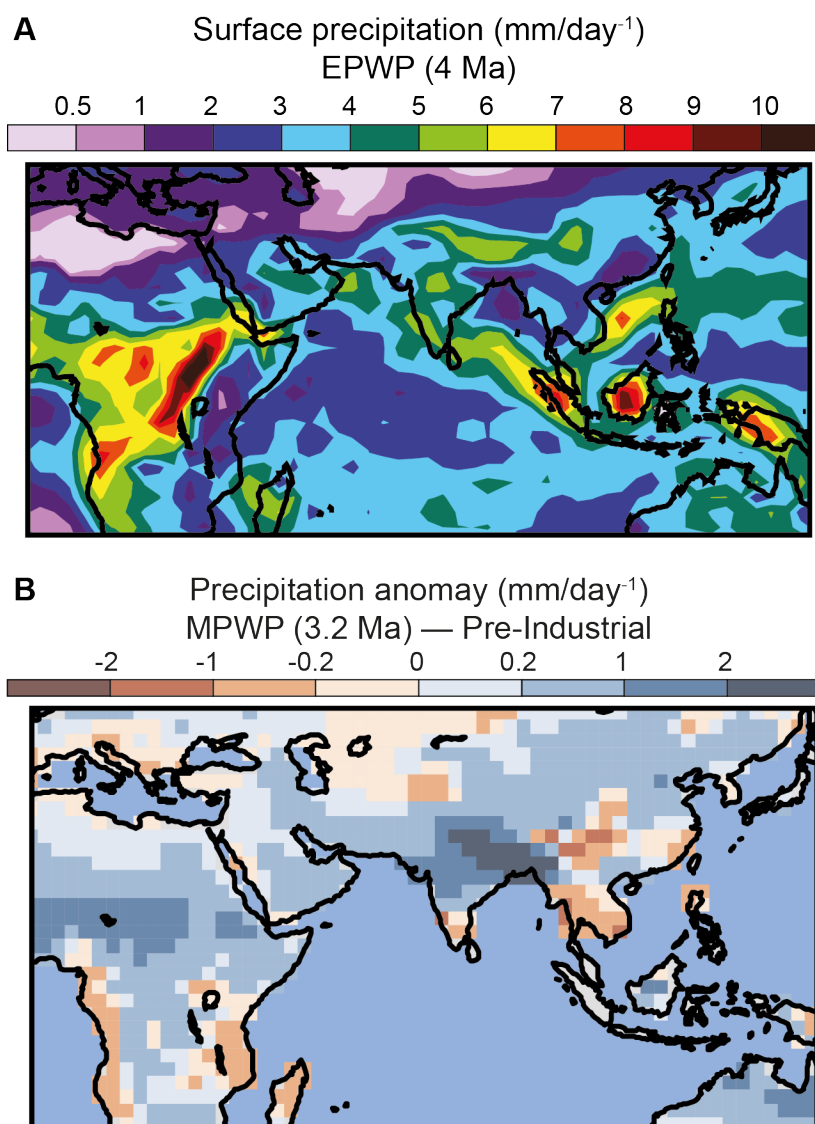 A
Surface precipitation (mm/day⁻¹)
EPWP (4 Ma)
0.5 1 2 3 4 5 6 7 8 9 10
B
Precipitation anomay (mm/day⁻¹)
MPWP (3.2 Ma) — Pre-Industrial
-2 -1 -0.2 0 0.2 1 2